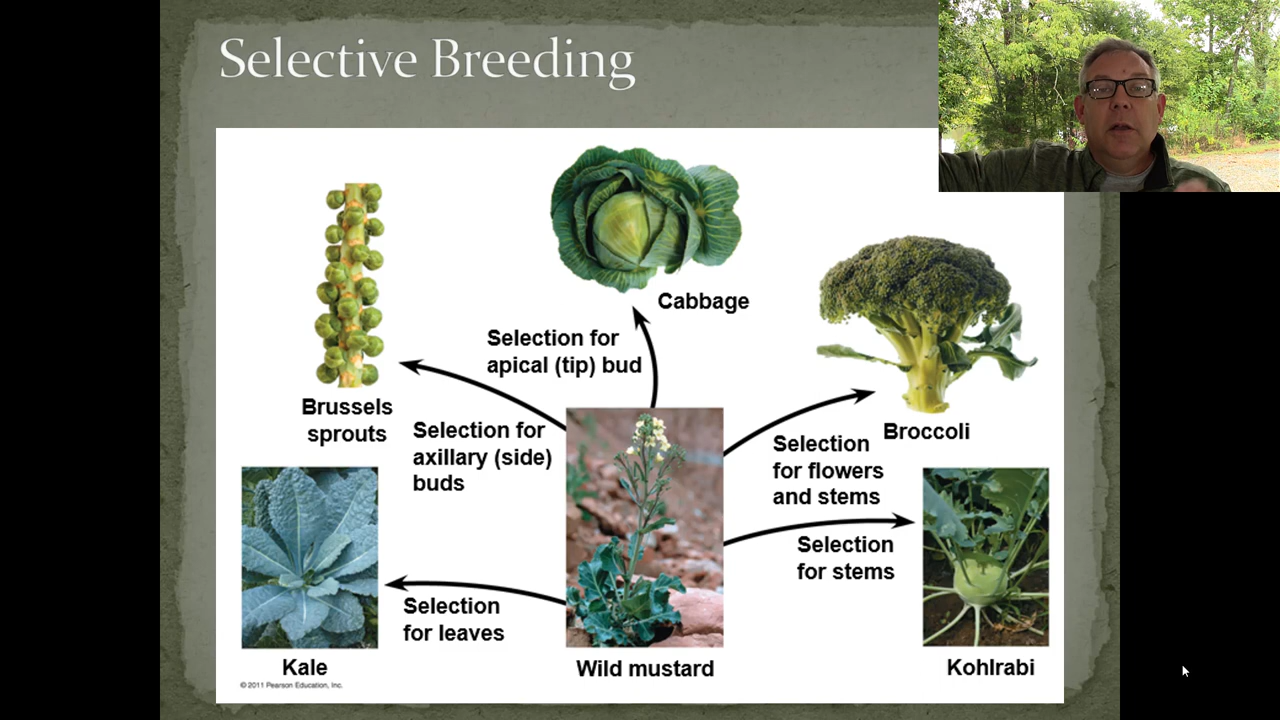 Selective Breeding
Cabbage
Selection for
apical (tip) bud
Brussels
sprouts
Selection for
axillary (side)
buds
Broccoli
Selection
for flowers
and stems
Selection
for stems
Selection
for leaves
Kale
Wild mustard
Kohlrabi
© 2011 Pearson Education, Inc.